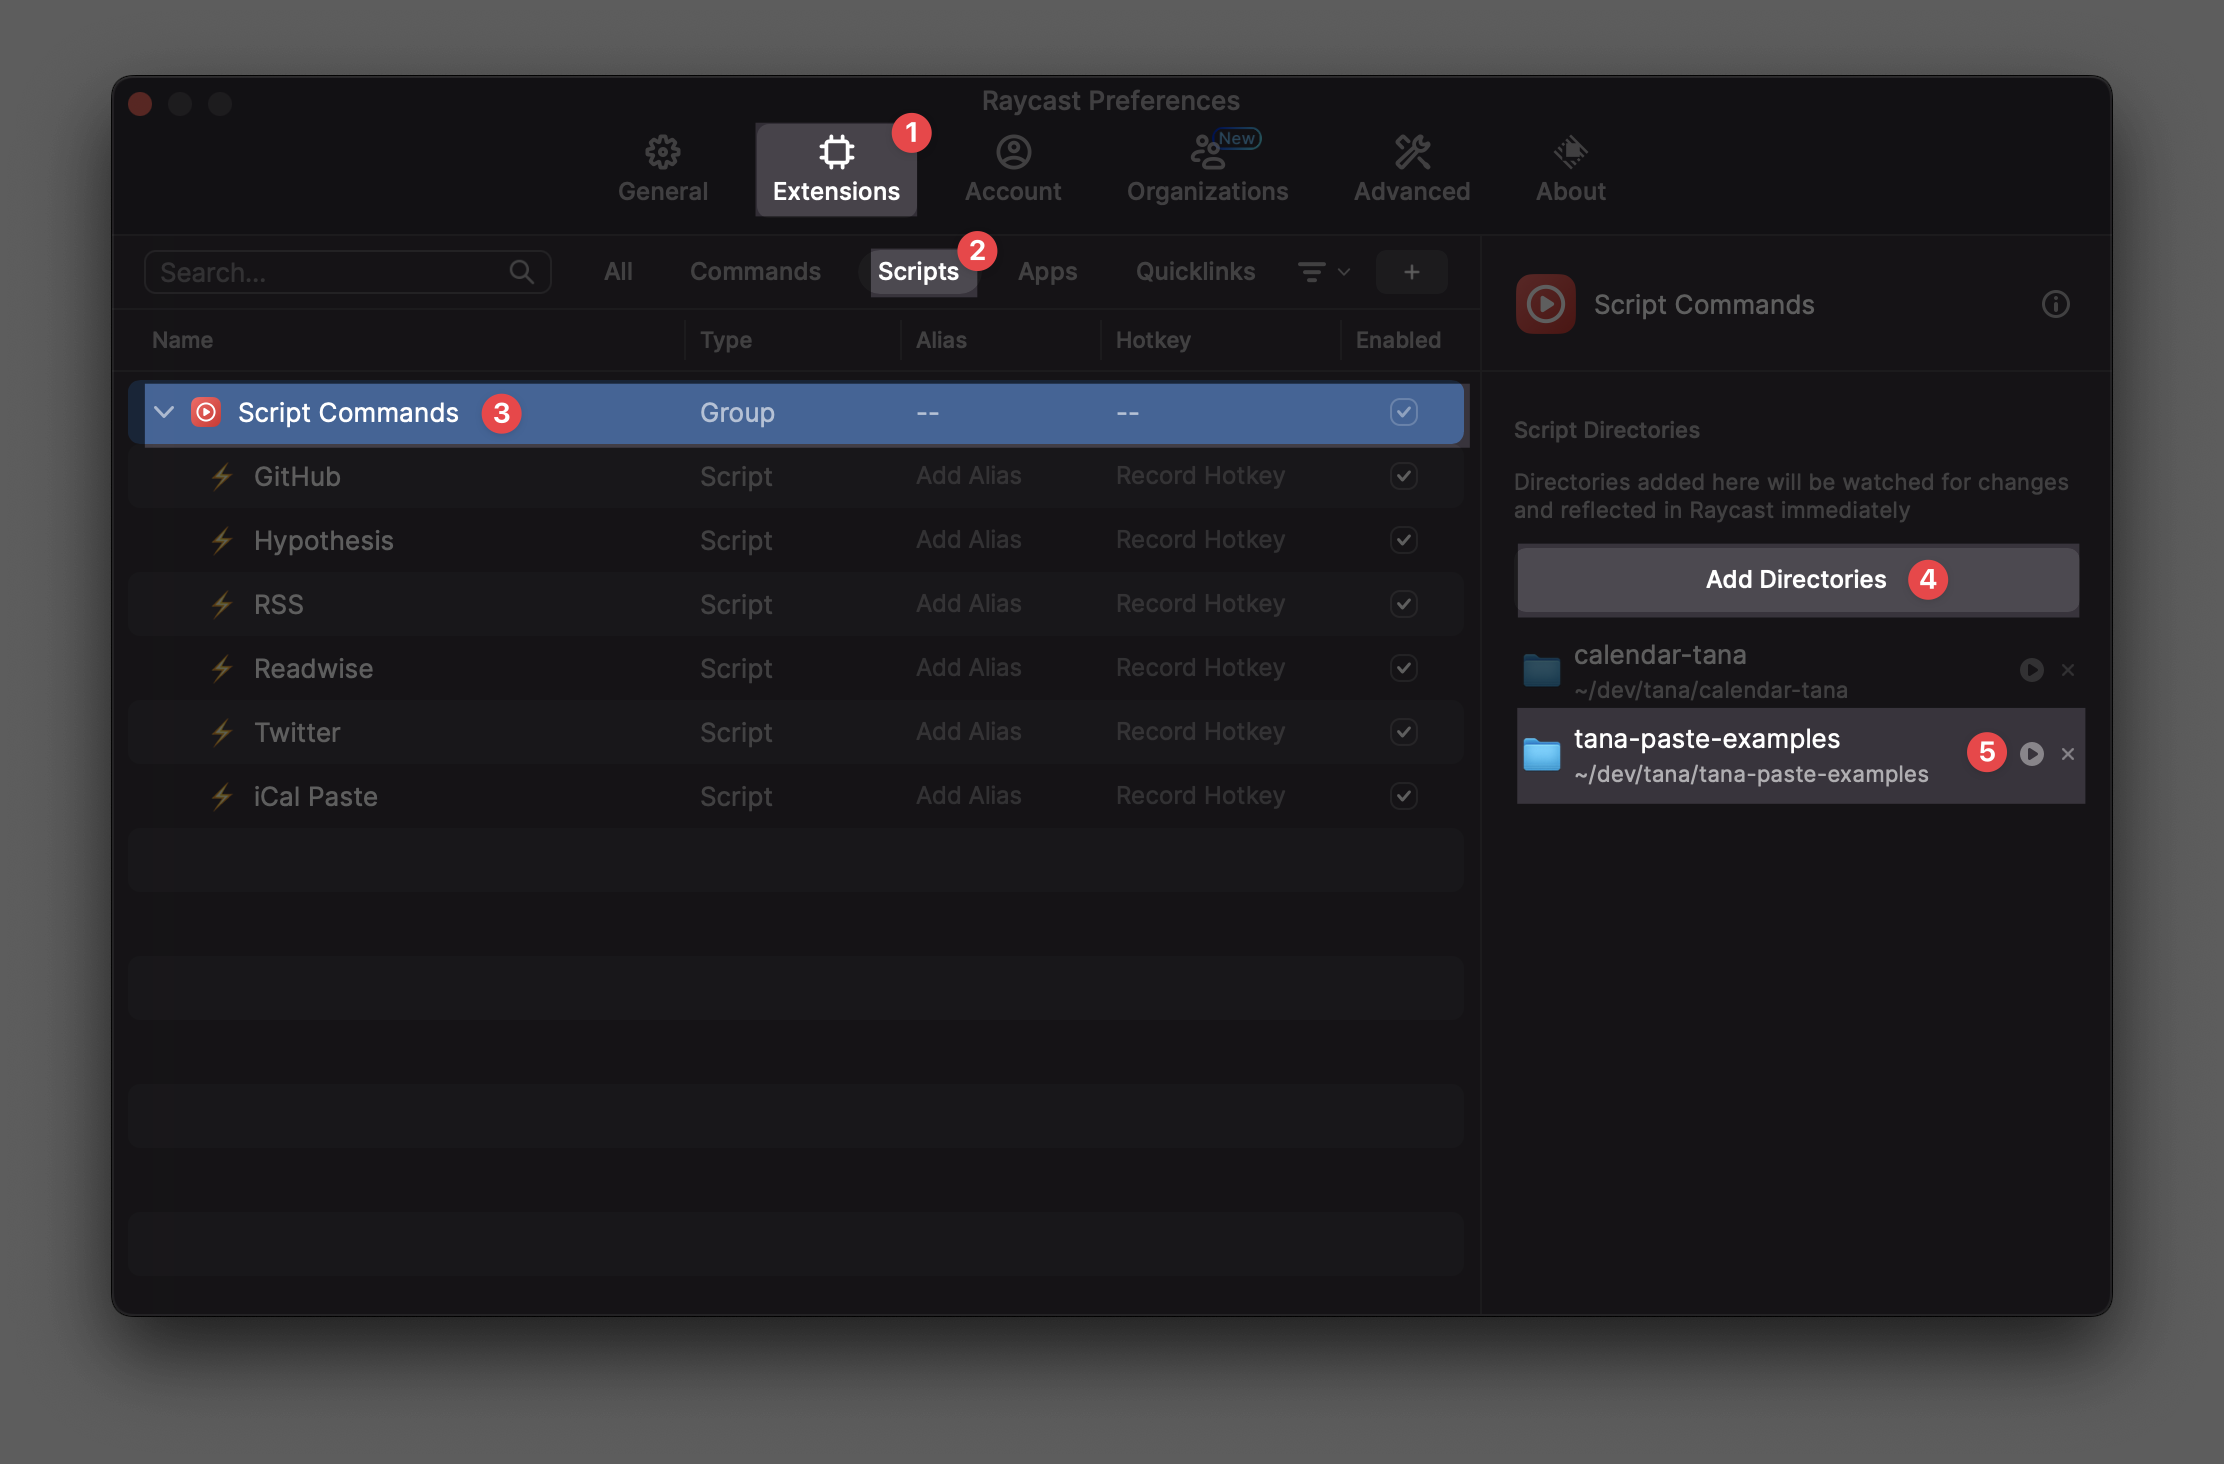 Raycast Preferences
General
Extensions
1
Account
New
Organizations
Advanced
About
Search...
All
Commands
Scripts
2
Apps
Quicklinks
+
Script Commands
Name Type Alias Hotkey Enabled
Script Commands 3 Group -- --
GitHub Script Add Alias Record Hotkey
Hypothesis Script Add Alias Record Hotkey
RSS Script Add Alias Record Hotkey
Readwise Script Add Alias Record Hotkey
Twitter Script Add Alias Record Hotkey
iCal Paste Script Add Alias Record Hotkey
Script Directories
Directories added here will be watched for changes
and reflected in Raycast immediately
Add Directories 4
calendar-tana
~/dev/tana/calendar-tana
tana-paste-examples
~/dev/tana/tana-paste-examples
5